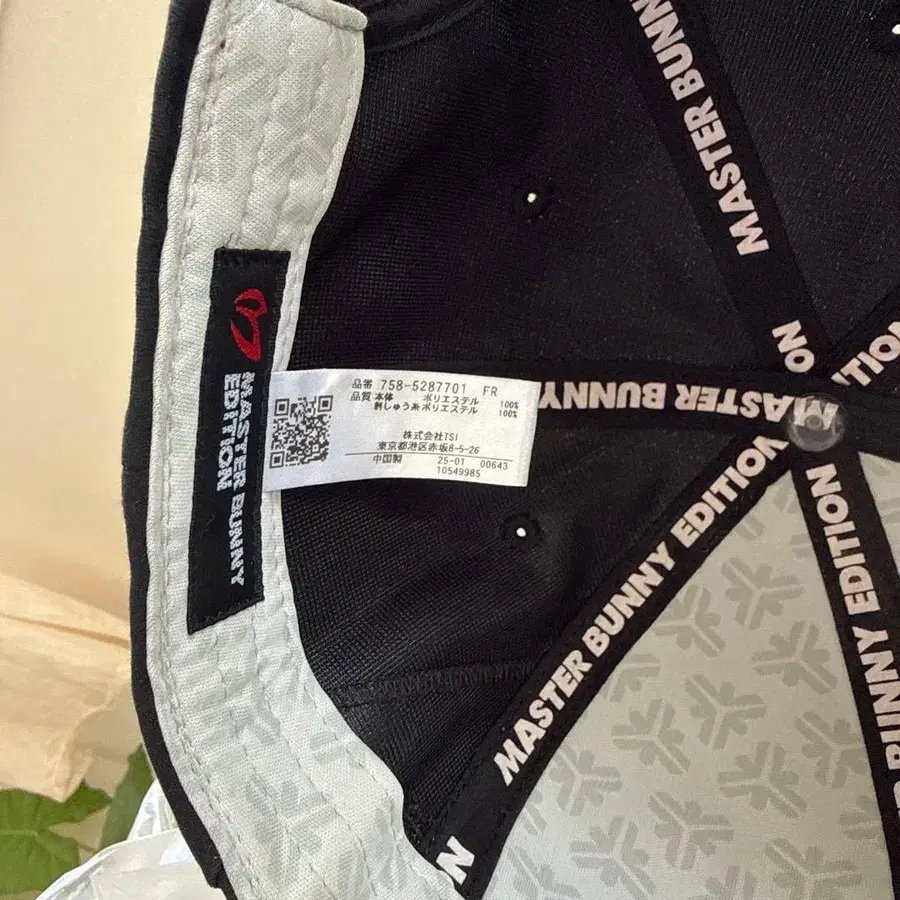 MASTER BUNNY
EDITION
品番 758-5287701 FR
品質 本体 ポリエステル 100%
刺しゅう糸 ポリエステル 100%
株式会社TSI
東京都港区赤坂8-5-26
中国製 25-01 00643
10549985
MASTER BUNN
ON
MASTER BUNNY
MASTER BUNNY EDITION
BUNNY EDITION
N